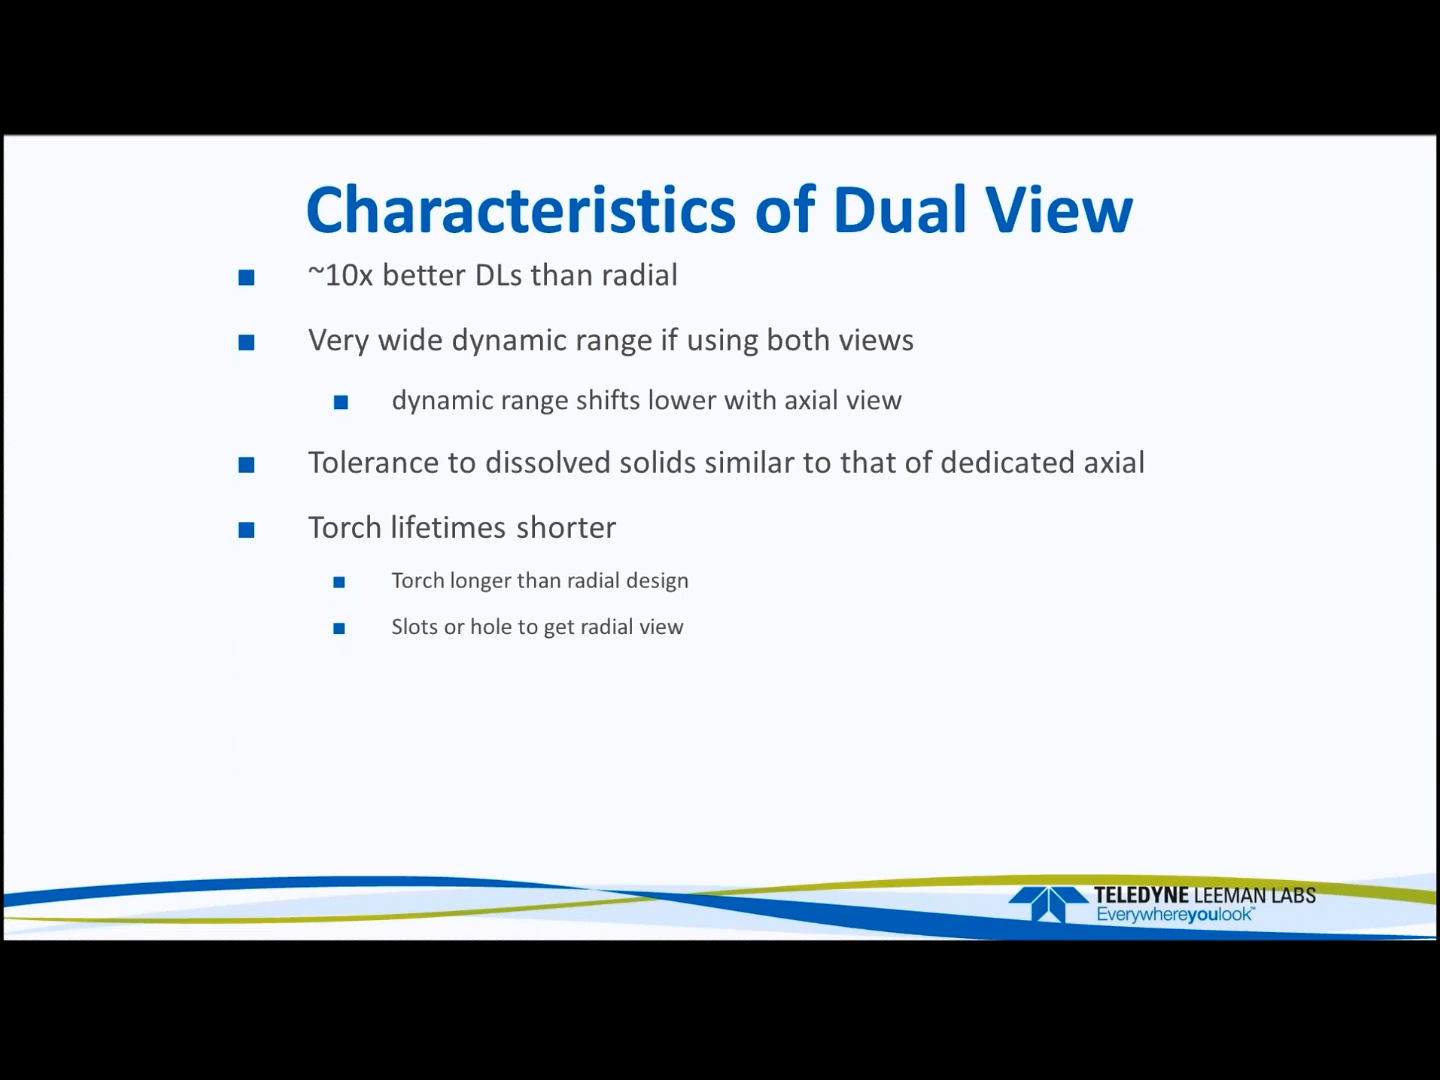 Characteristics of Dual View
~10x better DLs than radial
Very wide dynamic range if using both views
dynamic range shifts lower with axial view
Tolerance to dissolved solids similar to that of dedicated axial
Torch lifetimes shorter
Torch longer than radial design
Slots or hole to get radial view
TELEDYNE LEEMAN LABS
Everywhereyoulook™